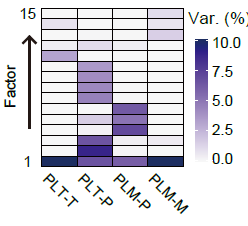 15
Factor
1
PLT-T
PLT-P
PLM-P
PLM-M
Var. (%)
10.0
7.5
5.0
2.5
0.0